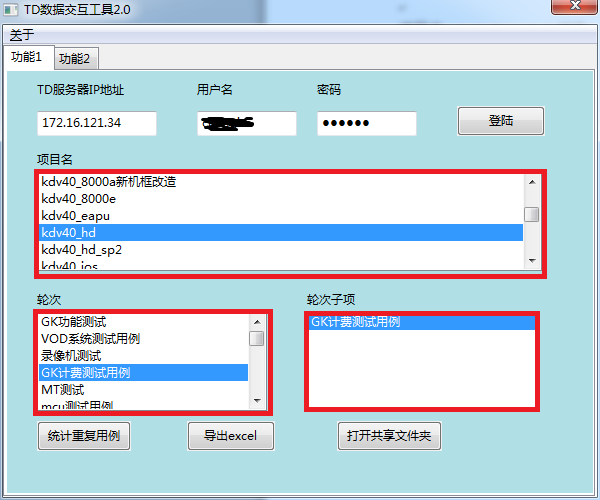 TD数据交互工具2.0
关于
功能1 功能2
TD服务器IP地址 用户名 密码
172.16.121.34 ●●●●●● 登陆
项目名
kdv40_8000a新机框改造
kdv40_8000e
kdv40_eapu
kdv40_hd
kdv40_hd_sp2
kdv40_ios
轮次 轮次子项
GK功能测试 GK计费测试用例
VOD系统测试用例
录像机测试
GK计费测试用例
MT测试
mcu测试用例
统计重复用例 导出excel 打开共享文件夹